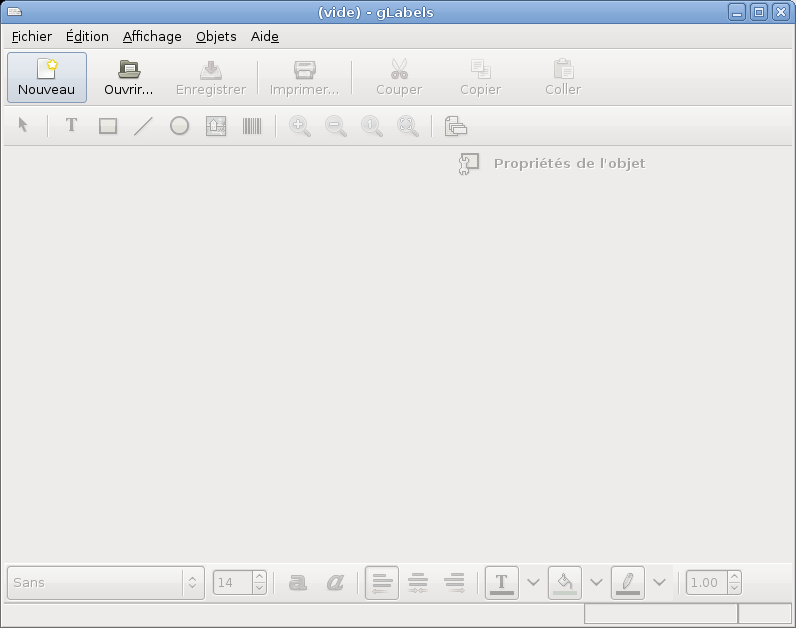 (vide) - gLabels
Fichier Édition Affichage Objets Aide
Nouveau Ouvrir... Enregistrer Imprimer... Couper Copier Coller
T
Propriétés de l'objet
Sans 14 a a T 1.00